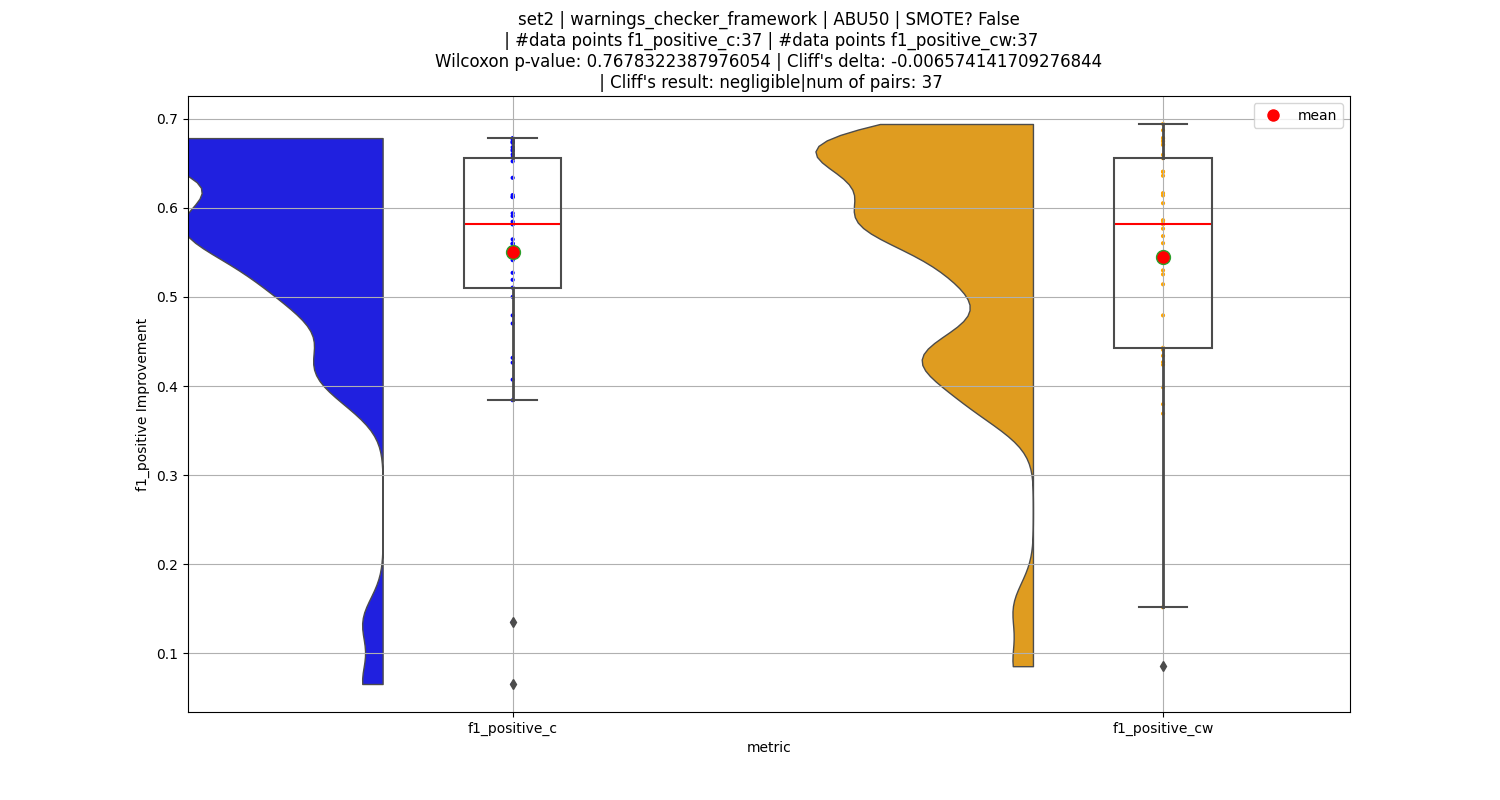 set2 | warnings_checker_framework | ABU50 | SMOTE? False
| #data points f1_positive_c:37 | #data points f1_positive_cw:37
Wilcoxon p-value: 0.7678322387976054 | Cliff's delta: -0.006574141709276844
| Cliff's result: negligible|num of pairs: 37
mean
0.7
0.6
0.5
0.4
0.3
0.2
0.1
f1_positive Improvement
f1_positive_c
f1_positive_cw
metric